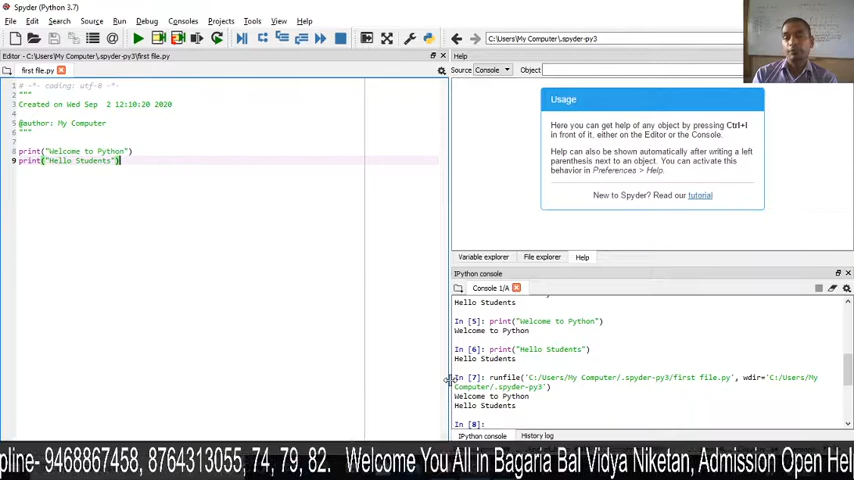 Spyder (Python 3.7)
File Edit Search Source Run Debug Consoles Projects Tools View Help
C:\Users\My Computer\.spyder-py3
Editor - C:\Users\My Computer\.spyder-py3\first file.py
Help
first file.py
Source Console Object
1 # -*- coding: utf-8 -*-
2 """
3 Created on Wed Sep 2 12:10:20 2020
4
5 @author: My Computer
6 """
7
8 print("Welcome to Python")
9 print("Hello Students")
Usage
Here you can get help of any object by pressing Ctrl+I
in front of it, either on the Editor or the Console.
Help can also be shown automatically after writing a left
parenthesis next to an object. You can activate this
behavior in Preferences > Help.
New to Spyder? Read our tutorial
Variable explorer File explorer Help
IPython console
Console 1/A
Hello Students
In [5]: print("Welcome to Python")
Welcome to Python
In [6]: print("Hello Students")
Hello Students
In [7]: runfile('C:/Users/My Computer/.spyder-py3/first file.py', wdir='C:/Users/My
Computer/.spyder-py3')
Welcome to Python
Hello Students
In [8]:
IPython console History log
pline- 9468867458, 8764313055, 74, 79, 82. Welcome You All in Bagaria Bal Vidya Niketan, Admission Open Hel